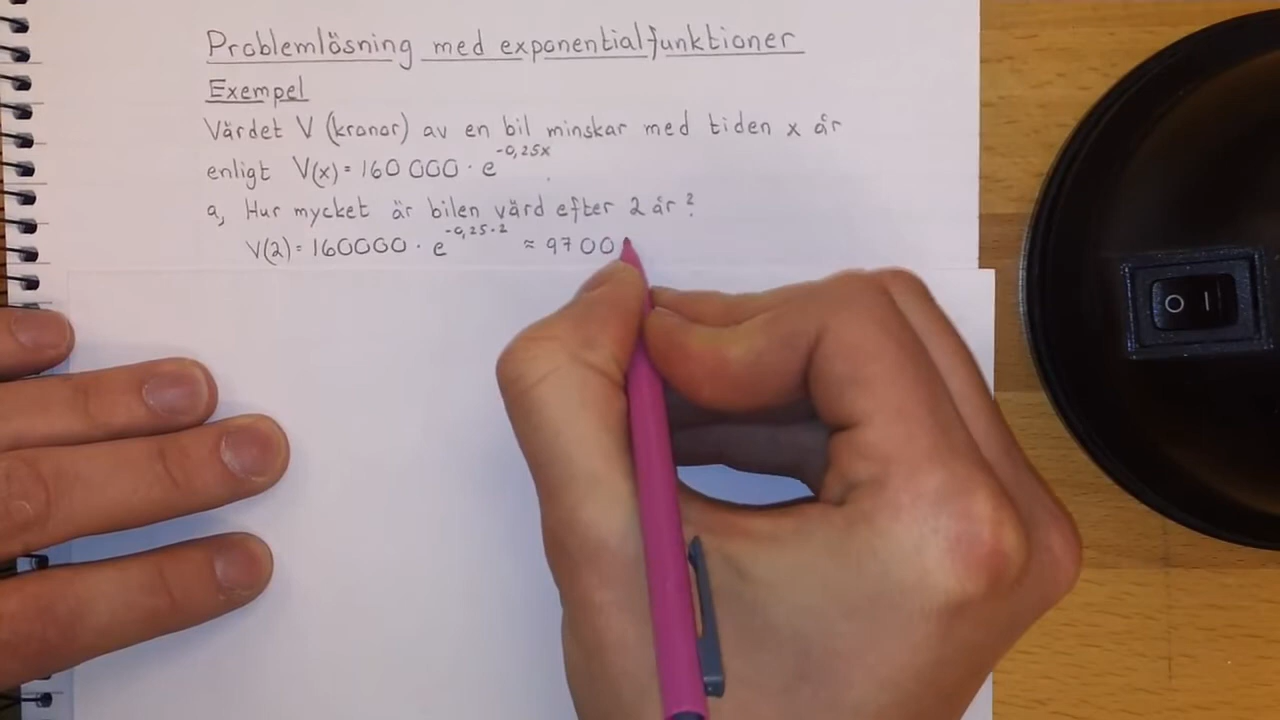 Problemlösning med exponentialfunktioner
Exempel
Värdet V (kronor) av en bil minskar med tiden x år
enligt V(x) = 160 000 · e^-0,25x
a, Hur mycket är bilen värd efter 2 år?
V(2) = 160000 · e^-0,25·2 ≈ 9700
O I